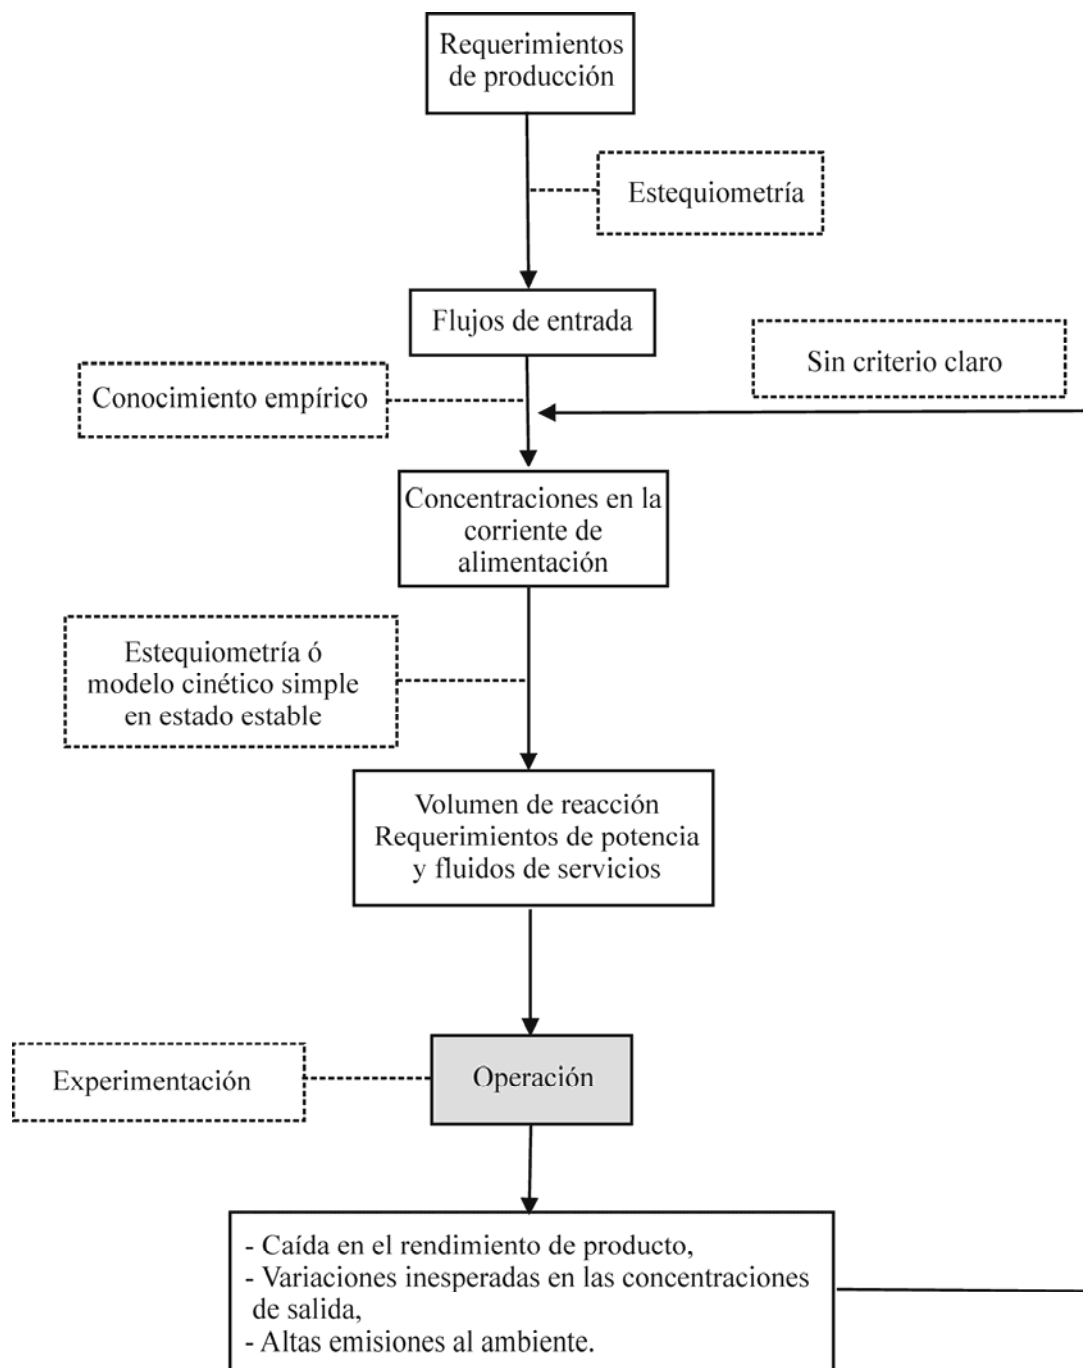 Requerimientos
de producción
Estequiometría
Flujos de entrada
Sin criterio claro
Conocimiento empírico
Concentraciones en la
corriente de
alimentación
Estequiometría ó
modelo cinético simple
en estado estable
Volumen de reacción
Requerimientos de potencia
y fluidos de servicios
Experimentación
Operación
- Caída en el rendimiento de producto,
- Variaciones inesperadas en las concentraciones
de salida,
- Altas emisiones al ambiente.